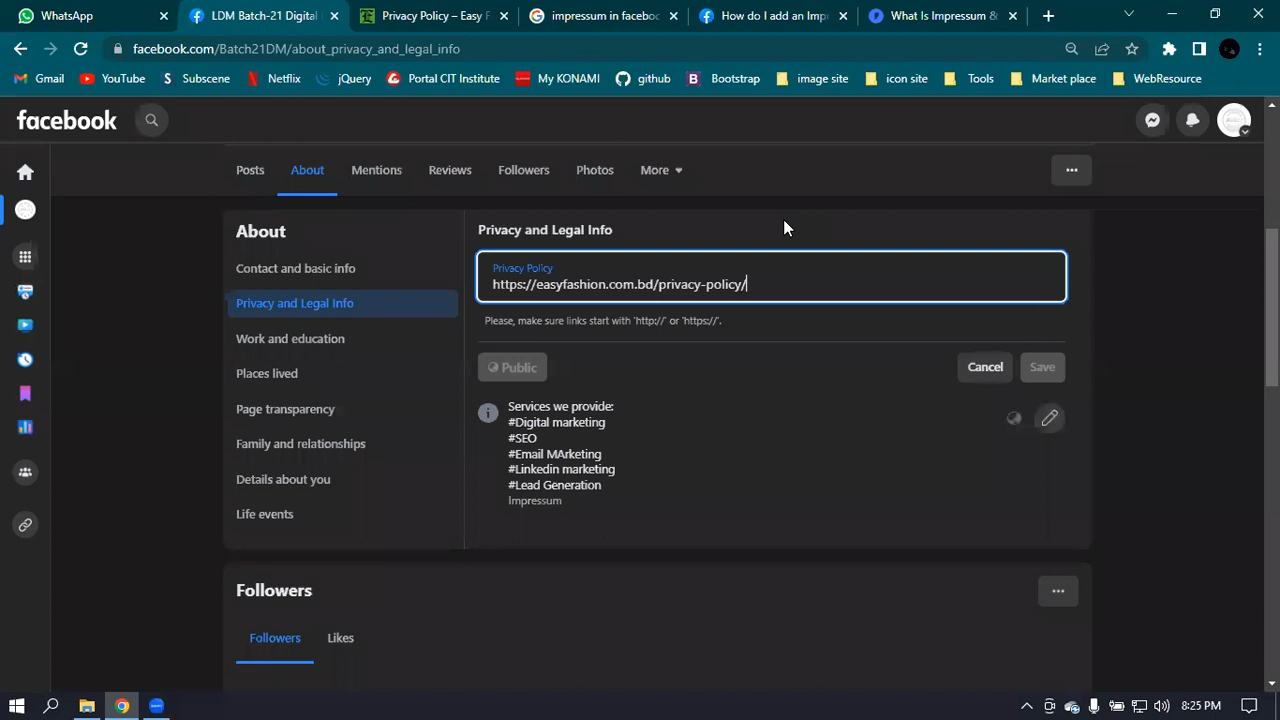 WhatsApp
LDM Batch-21 Digital
Privacy Policy – Easy F
impressum in faceboo
How do I add an Impr
What Is Impressum &
facebook.com/Batch21DM/about_privacy_and_legal_info
Gmail
YouTube
Subscene
Netflix
jQuery
Portal CIT Institute
My KONAMI
github
Bootstrap
image site
icon site
Tools
Market place
WebResource
facebook
Posts
About
Mentions
Reviews
Followers
Photos
More
About
Contact and basic info
Privacy and Legal Info
Work and education
Places lived
Page transparency
Family and relationships
Details about you
Life events
Privacy and Legal Info
Privacy Policy
https://easyfashion.com.bd/privacy-policy/
Please, make sure links start with 'http://' or 'https://'.
Public
Cancel
Save
Services we provide:
#Digital marketing
#SEO
#Email MArketing
#Linkedin marketing
#Lead Generation
Impressum
Followers
Followers
Likes
8:25 PM